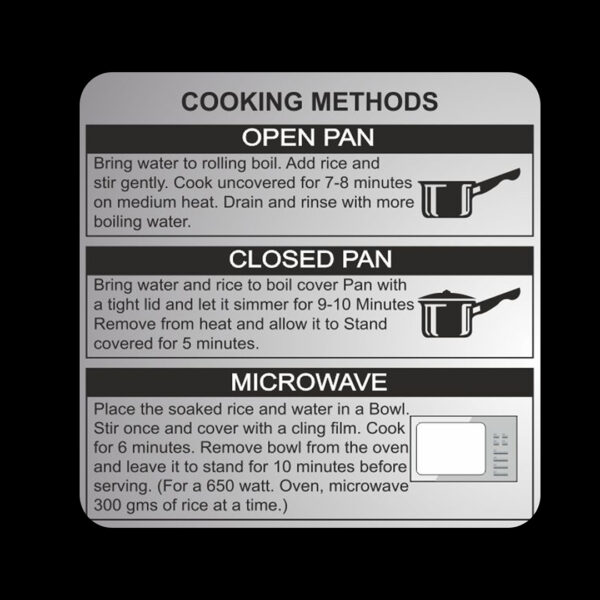 COOKING METHODS
OPEN PAN
Bring water to rolling boil. Add rice and
stir gently. Cook uncovered for 7-8 minutes
on medium heat. Drain and rinse with more
boiling water.
CLOSED PAN
Bring water and rice to boil cover Pan with
a tight lid and let it simmer for 9-10 Minutes
Remove from heat and allow it to Stand
covered for 5 minutes.
MICROWAVE
Place the soaked rice and water in a Bowl.
Stir once and cover with a cling film. Cook
for 6 minutes. Remove bowl from the oven
and leave it to stand for 10 minutes before
serving. (For a 650 watt. Oven, microwave
300 gms of rice at a time.)